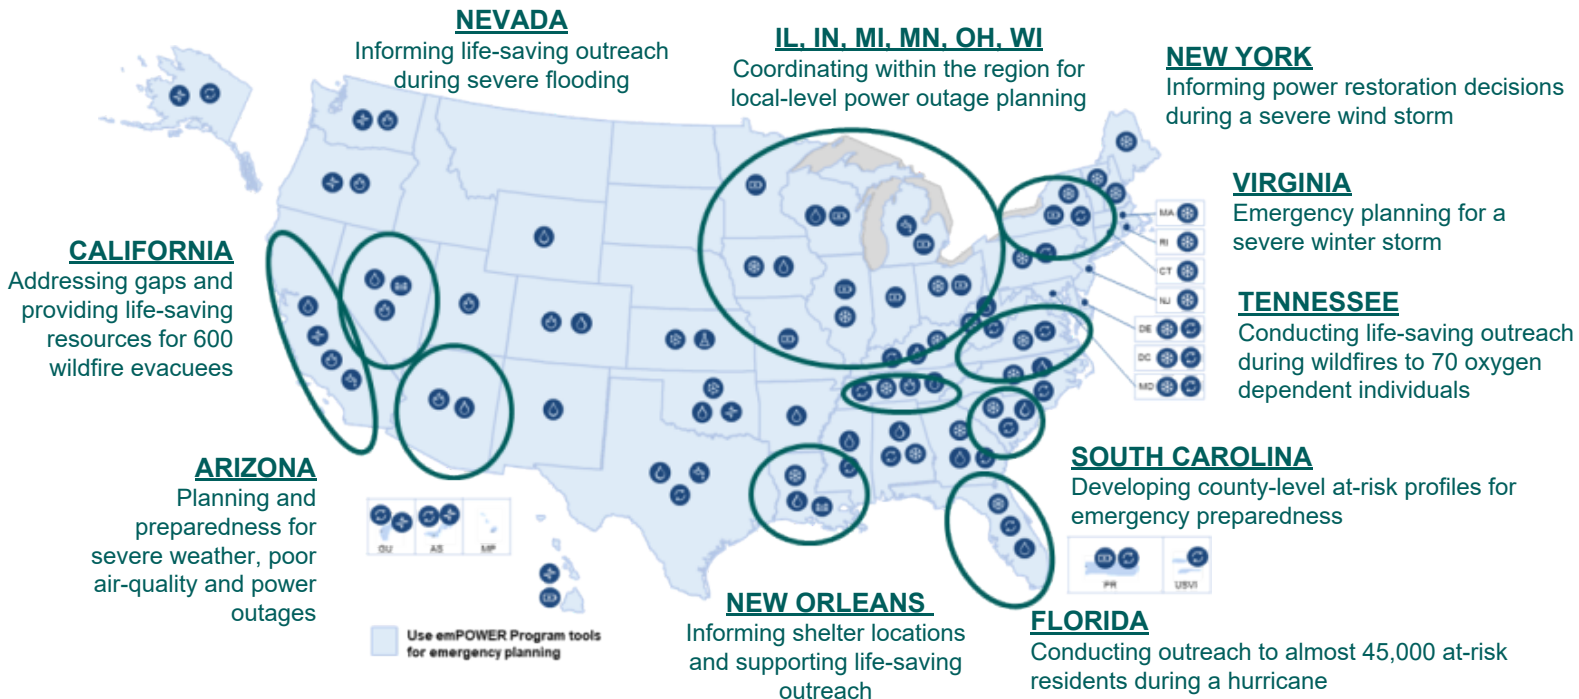 NEVADA
Informing life-saving outreach
during severe flooding
IL, IN, MI, MN, OH, WI
Coordinating within the region for
local-level power outage planning
NEW YORK
Informing power restoration decisions
during a severe wind storm
VIRGINIA
Emergency planning for a
severe winter storm
CALIFORNIA
Addressing gaps and
providing life-saving
resources for 600
wildfire evacuees
MA
RI
CT
NJ
DE
DC
MD
TENNESSEE
Conducting life-saving outreach
during wildfires to 70 oxygen
dependent individuals
ARIZONA
Planning and
preparedness for
severe weather, poor
air-quality and power
outages
SOUTH CAROLINA
Developing county-level at-risk profiles for
emergency preparedness
GU
AS
MP
PR
USVI
Use emPOWER Program tools
for emergency planning
NEW ORLEANS
Informing shelter locations
and supporting life-saving
outreach
FLORIDA
Conducting outreach to almost 45,000 at-risk
residents during a hurricane